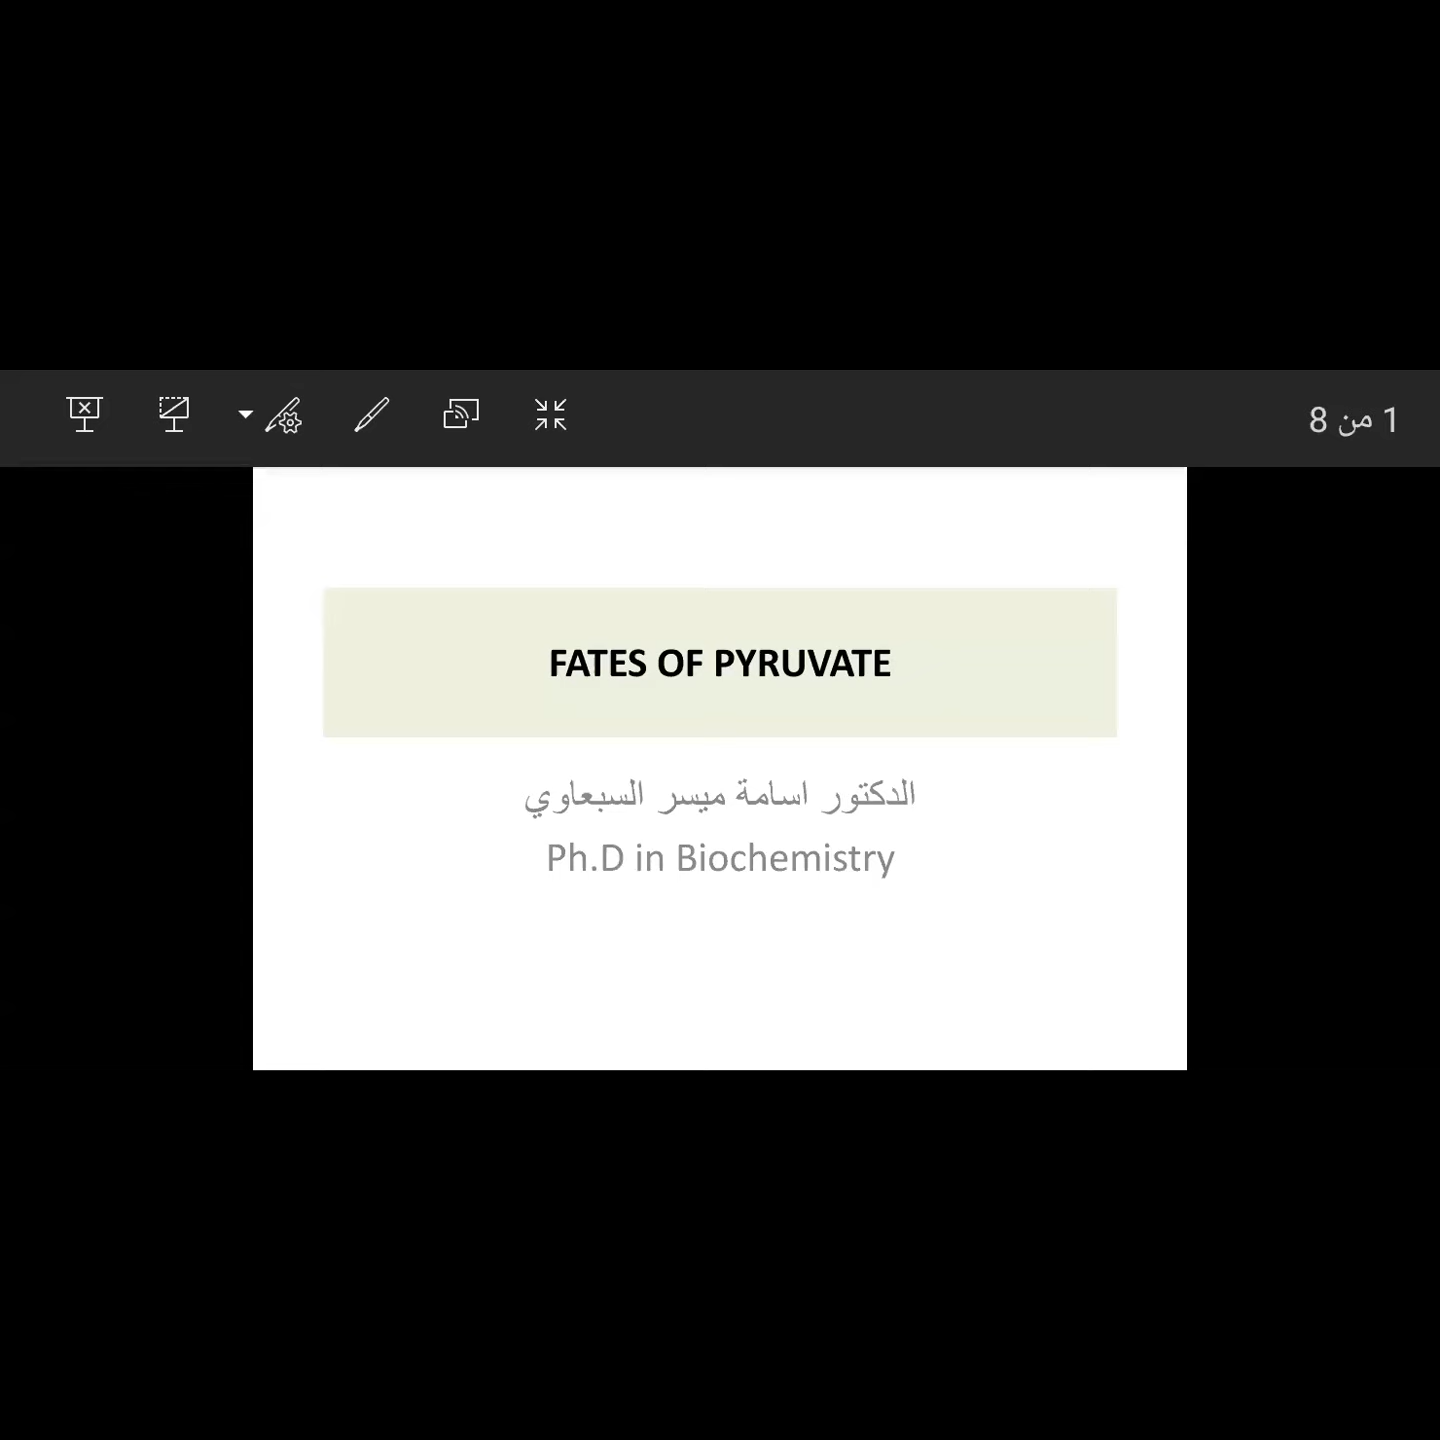 1 من 8
FATES OF PYRUVATE
الدكتور اسامة ميسر السبعاوي
Ph.D in Biochemistry